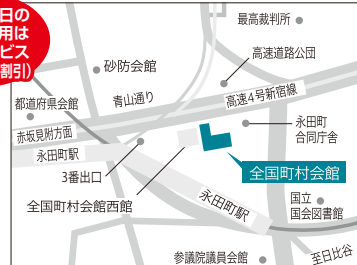 日の
用は
ビス
割引)
最高裁判所
高速道路公団
砂防会館
青山通り
高速4号新宿線
都道府県会館
赤坂見附方面
永田町駅
永田町
合同庁舎
3番出口
全国町村会館
全国町村会館西館
永田町駅
国立
国会図書館
参議院議員会館
至日比谷